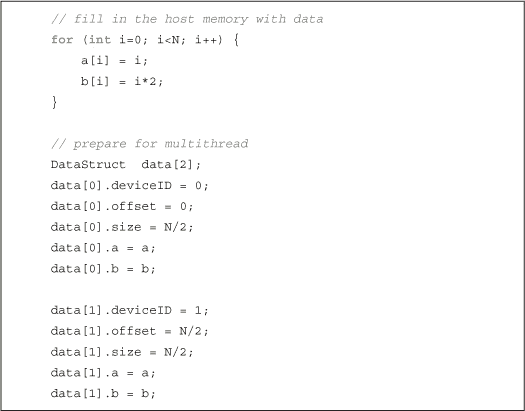 // fill in the host memory with data
for (int i=0; i<N; i++) {
    a[i] = i;
    b[i] = i*2;
}

// prepare for multithread
DataStruct  data[2];
data[0].deviceID = 0;
data[0].offset = 0;
data[0].size = N/2;
data[0].a = a;
data[0].b = b;

data[1].deviceID = 1;
data[1].offset = N/2;
data[1].size = N/2;
data[1].a = a;
data[1].b = b;